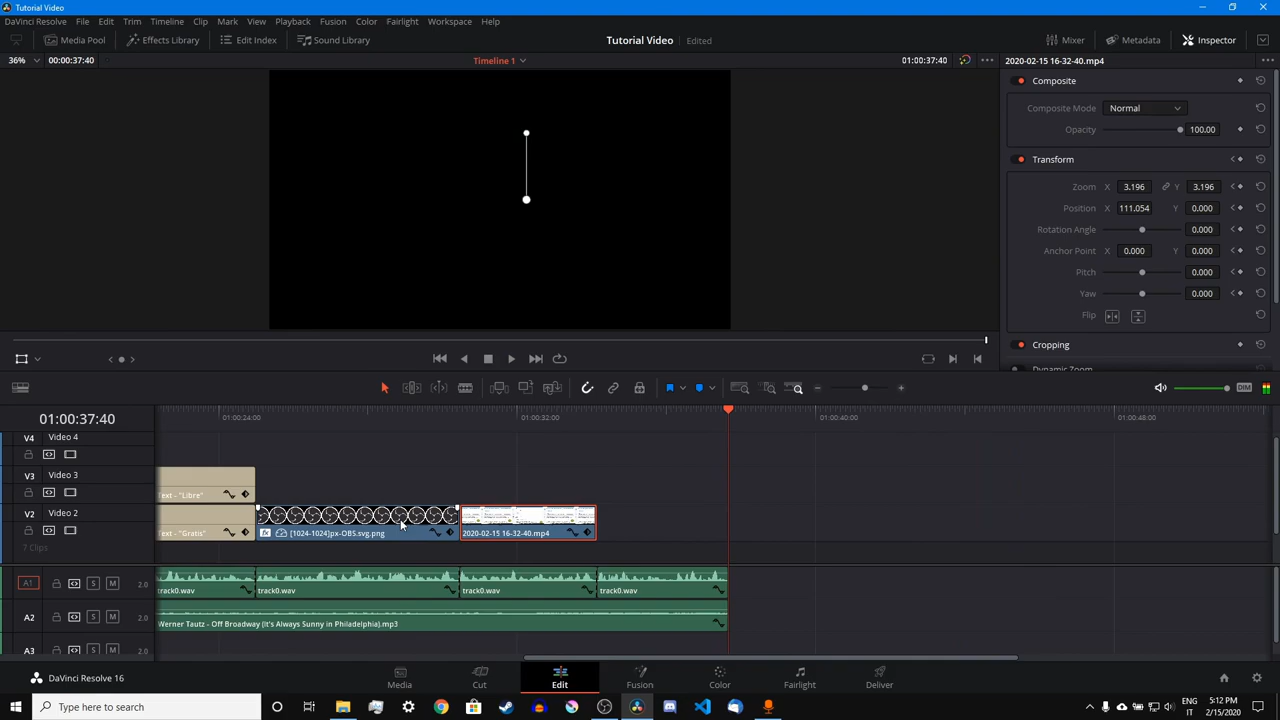 DaVinci Resolve File Edit Trim Timeline Clip Mark View Playback Fusion Color Fairlight Workspace Help
Tutorial Video
Media Pool Effects Library Edit Index Sound Library Tutorial Video Edited Mixer Metadata Inspector
36% 00:00:37:40 Timeline 1 01:00:37:40 2020-02-15 16-32-40.mp4
Composite
Composite Mode Normal
Opacity 100.00
Transform
Zoom X 3.196 Y 3.196
Position X 111.054 Y 0.000
Rotation Angle 0.000
Anchor Point X 0.000 Y 0.000
Pitch 0.000
Yaw 0.000
Flip
Cropping
Dynamic Zoom
DIM
01:00:37:40 01:00:24:00 01:00:32:00 01:00:40:00 01:00:48:00
V4 Video 4
V3 Video 3
Text - "Libre"
V2 Video 2
Text - "Gratis" fx [1024-1024]px-OBS.svg.png 2020-02-15 16-32-40.mp4
7 Clips
A1 S M 2.0 track0.wav track0.wav track0.wav track0.wav
A2 S M 2.0 Werner Tautz - Off Broadway (It's Always Sunny in Philadelphia).mp3
A3 S M 2.0
DaVinci Resolve 16 Media Cut Edit Fusion Color Fairlight Deliver
Type here to search
ENG 5:12 PM
IT 2/15/2020